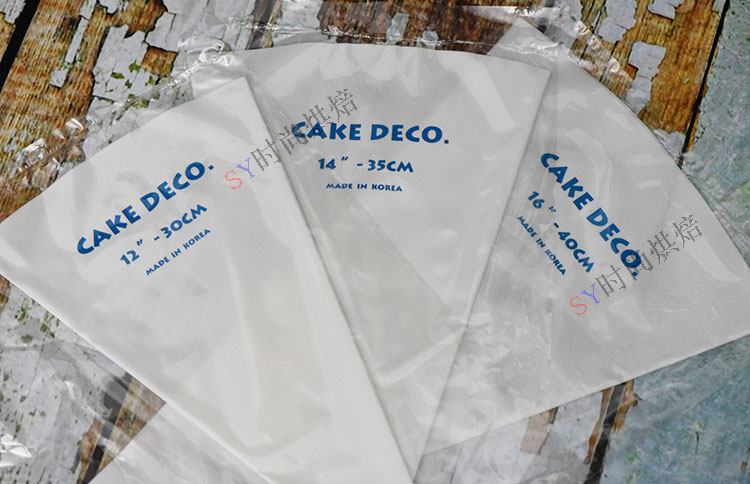 CAKE DECO.
12" -30CM
MADE IN KOREA
SY时尚烘焙
CAKE DECO.
14" -35CM
MADE IN KOREA
CAKE DECO.
16" -40CM
MADE IN KOREA
SY时尚烘焙